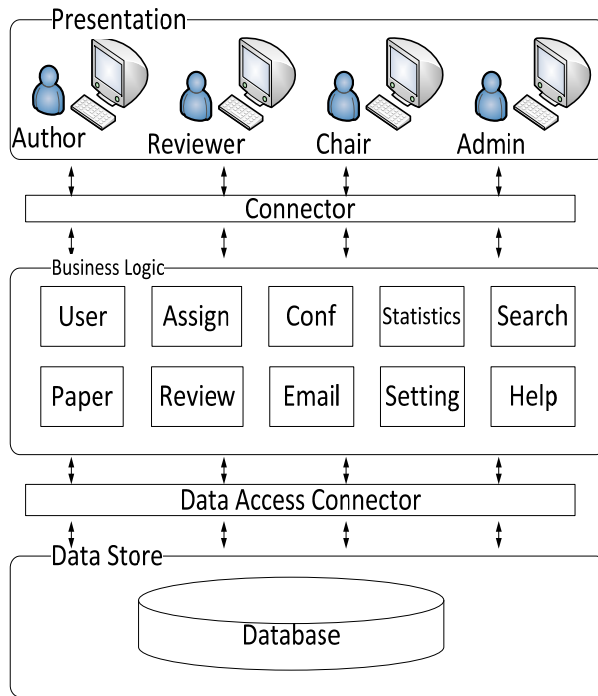 Presentation
Author Reviewer Chair Admin
Connector
Business Logic
User Assign Conf Statistics Search
Paper Review Email Setting Help
Data Access Connector
Data Store
Database